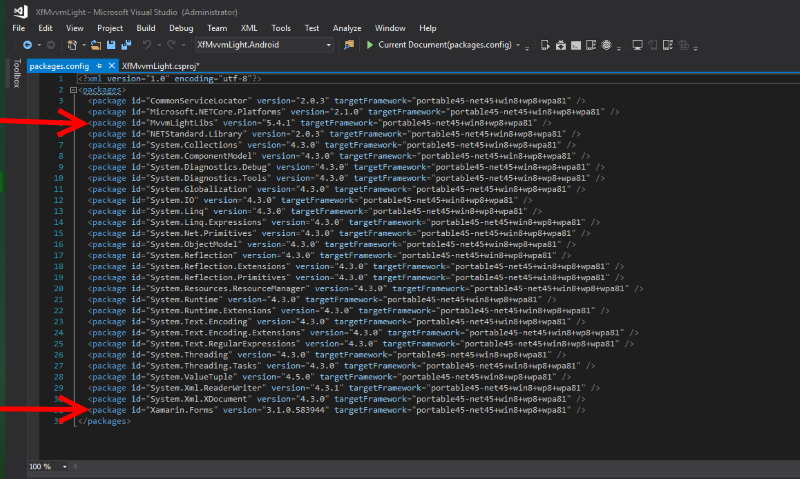 XfMvvmLight - Microsoft Visual Studio (Administrator)
File Edit View Project Build Debug Team XML Tools Test Analyze Window Help
XfMvvmLight.Android Current Document(packages.config)
Toolbox
packages.config XfMvvmLight.csproj*
1 <?xml version="1.0" encoding="utf-8"?>
2 <packages>
3 <package id="CommonServiceLocator" version="2.0.3" targetFramework="portable45-net45+win8+wp8+wpa81" />
<package id="Microsoft.NETCore.Platforms" version="2.1.0" targetFramework="portable45-net45+win8+wp8+wpa81" />
<package id="MvvmLightLibs" version="5.4.1" targetFramework="portable45-net45+win8+wp8+wpa81" />
6 <package id="NETStandard.Library" version="2.0.3" targetFramework="portable45-net45+win8+wp8+wpa81" />
7 <package id="System.Collections" version="4.3.0" targetFramework="portable45-net45+win8+wp8+wpa81" />
8 <package id="System.ComponentModel" version="4.3.0" targetFramework="portable45-net45+win8+wp8+wpa81" />
9 <package id="System.Diagnostics.Debug" version="4.3.0" targetFramework="portable45-net45+win8+wp8+wpa81" />
10 <package id="System.Diagnostics.Tools" version="4.3.0" targetFramework="portable45-net45+win8+wp8+wpa81" />
11 <package id="System.Globalization" version="4.3.0" targetFramework="portable45-net45+win8+wp8+wpa81" />
12 <package id="System.IO" version="4.3.0" targetFramework="portable45-net45+win8+wp8+wpa81" />
13 <package id="System.Linq" version="4.3.0" targetFramework="portable45-net45+win8+wp8+wpa81" />
14 <package id="System.Linq.Expressions" version="4.3.0" targetFramework="portable45-net45+win8+wp8+wpa81" />
15 <package id="System.Net.Primitives" version="4.3.0" targetFramework="portable45-net45+win8+wp8+wpa81" />
16 <package id="System.ObjectModel" version="4.3.0" targetFramework="portable45-net45+win8+wp8+wpa81" />
17 <package id="System.Reflection" version="4.3.0" targetFramework="portable45-net45+win8+wp8+wpa81" />
18 <package id="System.Reflection.Extensions" version="4.3.0" targetFramework="portable45-net45+win8+wp8+wpa81" />
19 <package id="System.Reflection.Primitives" version="4.3.0" targetFramework="portable45-net45+win8+wp8+wpa81" />
20 <package id="System.Resources.ResourceManager" version="4.3.0" targetFramework="portable45-net45+win8+wp8+wpa81" />
21 <package id="System.Runtime" version="4.3.0" targetFramework="portable45-net45+win8+wp8+wpa81" />
22 <package id="System.Runtime.Extensions" version="4.3.0" targetFramework="portable45-net45+win8+wp8+wpa81" />
23 <package id="System.Text.Encoding" version="4.3.0" targetFramework="portable45-net45+win8+wp8+wpa81" />
24 <package id="System.Text.Encoding.Extensions" version="4.3.0" targetFramework="portable45-net45+win8+wp8+wpa81" />
25 <package id="System.Text.RegularExpressions" version="4.3.0" targetFramework="portable45-net45+win8+wp8+wpa81" />
26 <package id="System.Threading" version="4.3.0" targetFramework="portable45-net45+win8+wp8+wpa81" />
27 <package id="System.Threading.Tasks" version="4.3.0" targetFramework="portable45-net45+win8+wp8+wpa81" />
28 <package id="System.ValueTuple" version="4.5.0" targetFramework="portable45-net45+win8+wp8+wpa81" />
29 <package id="System.Xml.ReaderWriter" version="4.3.1" targetFramework="portable45-net45+win8+wp8+wpa81" />
30 <package id="System.Xml.XDocument" version="4.3.0" targetFramework="portable45-net45+win8+wp8+wpa81" />
<package id="Xamarin.Forms" version="3.1.0.583944" targetFramework="portable45-net45+win8+wp8+wpa81" />
</packages>
100 %